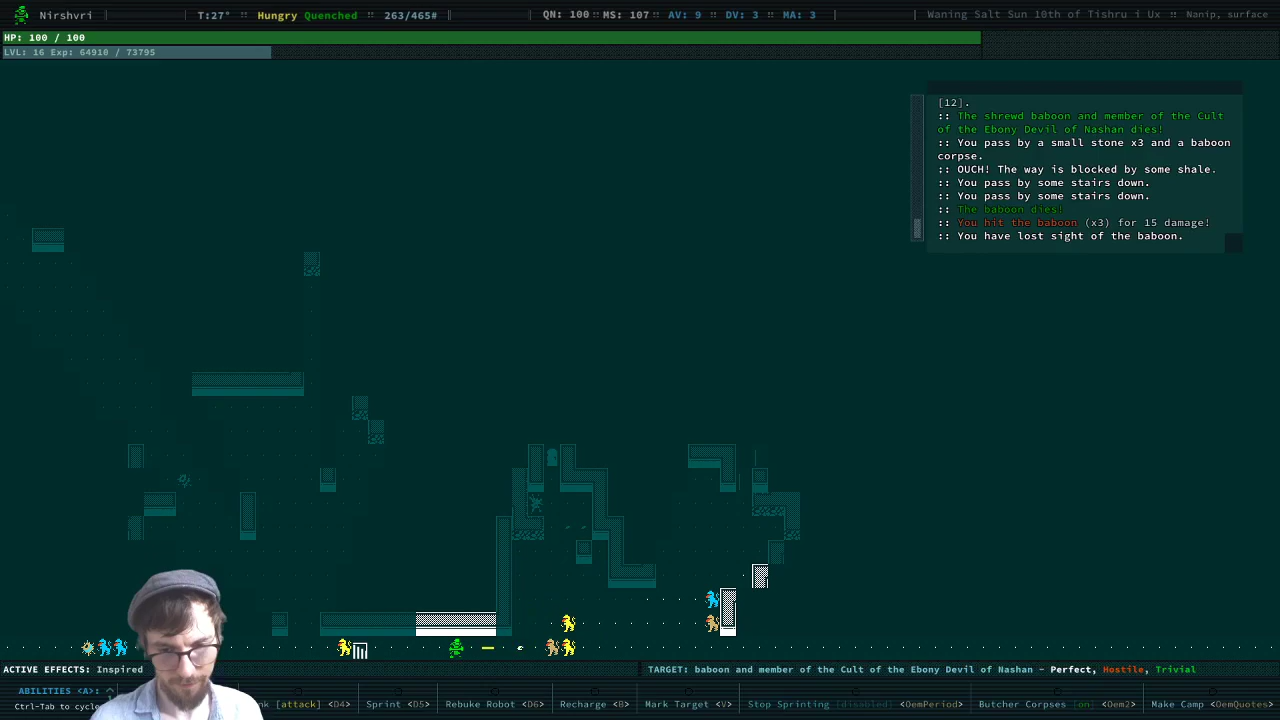 Nirshvri T:27° Hungry Quenched 263/465# QN: 100 :: MS: 107 :: AV: 9 :: DV: 3 :: MA: 3 Waning Salt Sun 10th of Tishru i Ux :: Nanip, surface
HP: 100 / 100
LVL: 16 Exp: 64910 / 73795
[12].
:: The shrewd baboon and member of the Cult
of the Ebony Devil of Nashan dies!
:: You pass by a small stone x3 and a baboon
corpse.
:: OUCH! The way is blocked by some shale.
:: You pass by some stairs down.
:: You pass by some stairs down.
:: The baboon dies!
:: You hit the baboon (x3) for 15 damage!
:: You have lost sight of the baboon.
ACTIVE EFFECTS: Inspired TARGET: baboon and member of the Cult of the Ebony Devil of Nashan - Perfect, Hostile, Trivial
ABILITIES <A>:
Ctrl-Tab to cycle [attack] <D4> Sprint <D5> Rebuke Robot <D6> Recharge <B> Mark Target <V> Stop Sprinting [disabled] <OemPeriod> Butcher Corpses [on] <Oem2> Make Camp <OemQuotes>